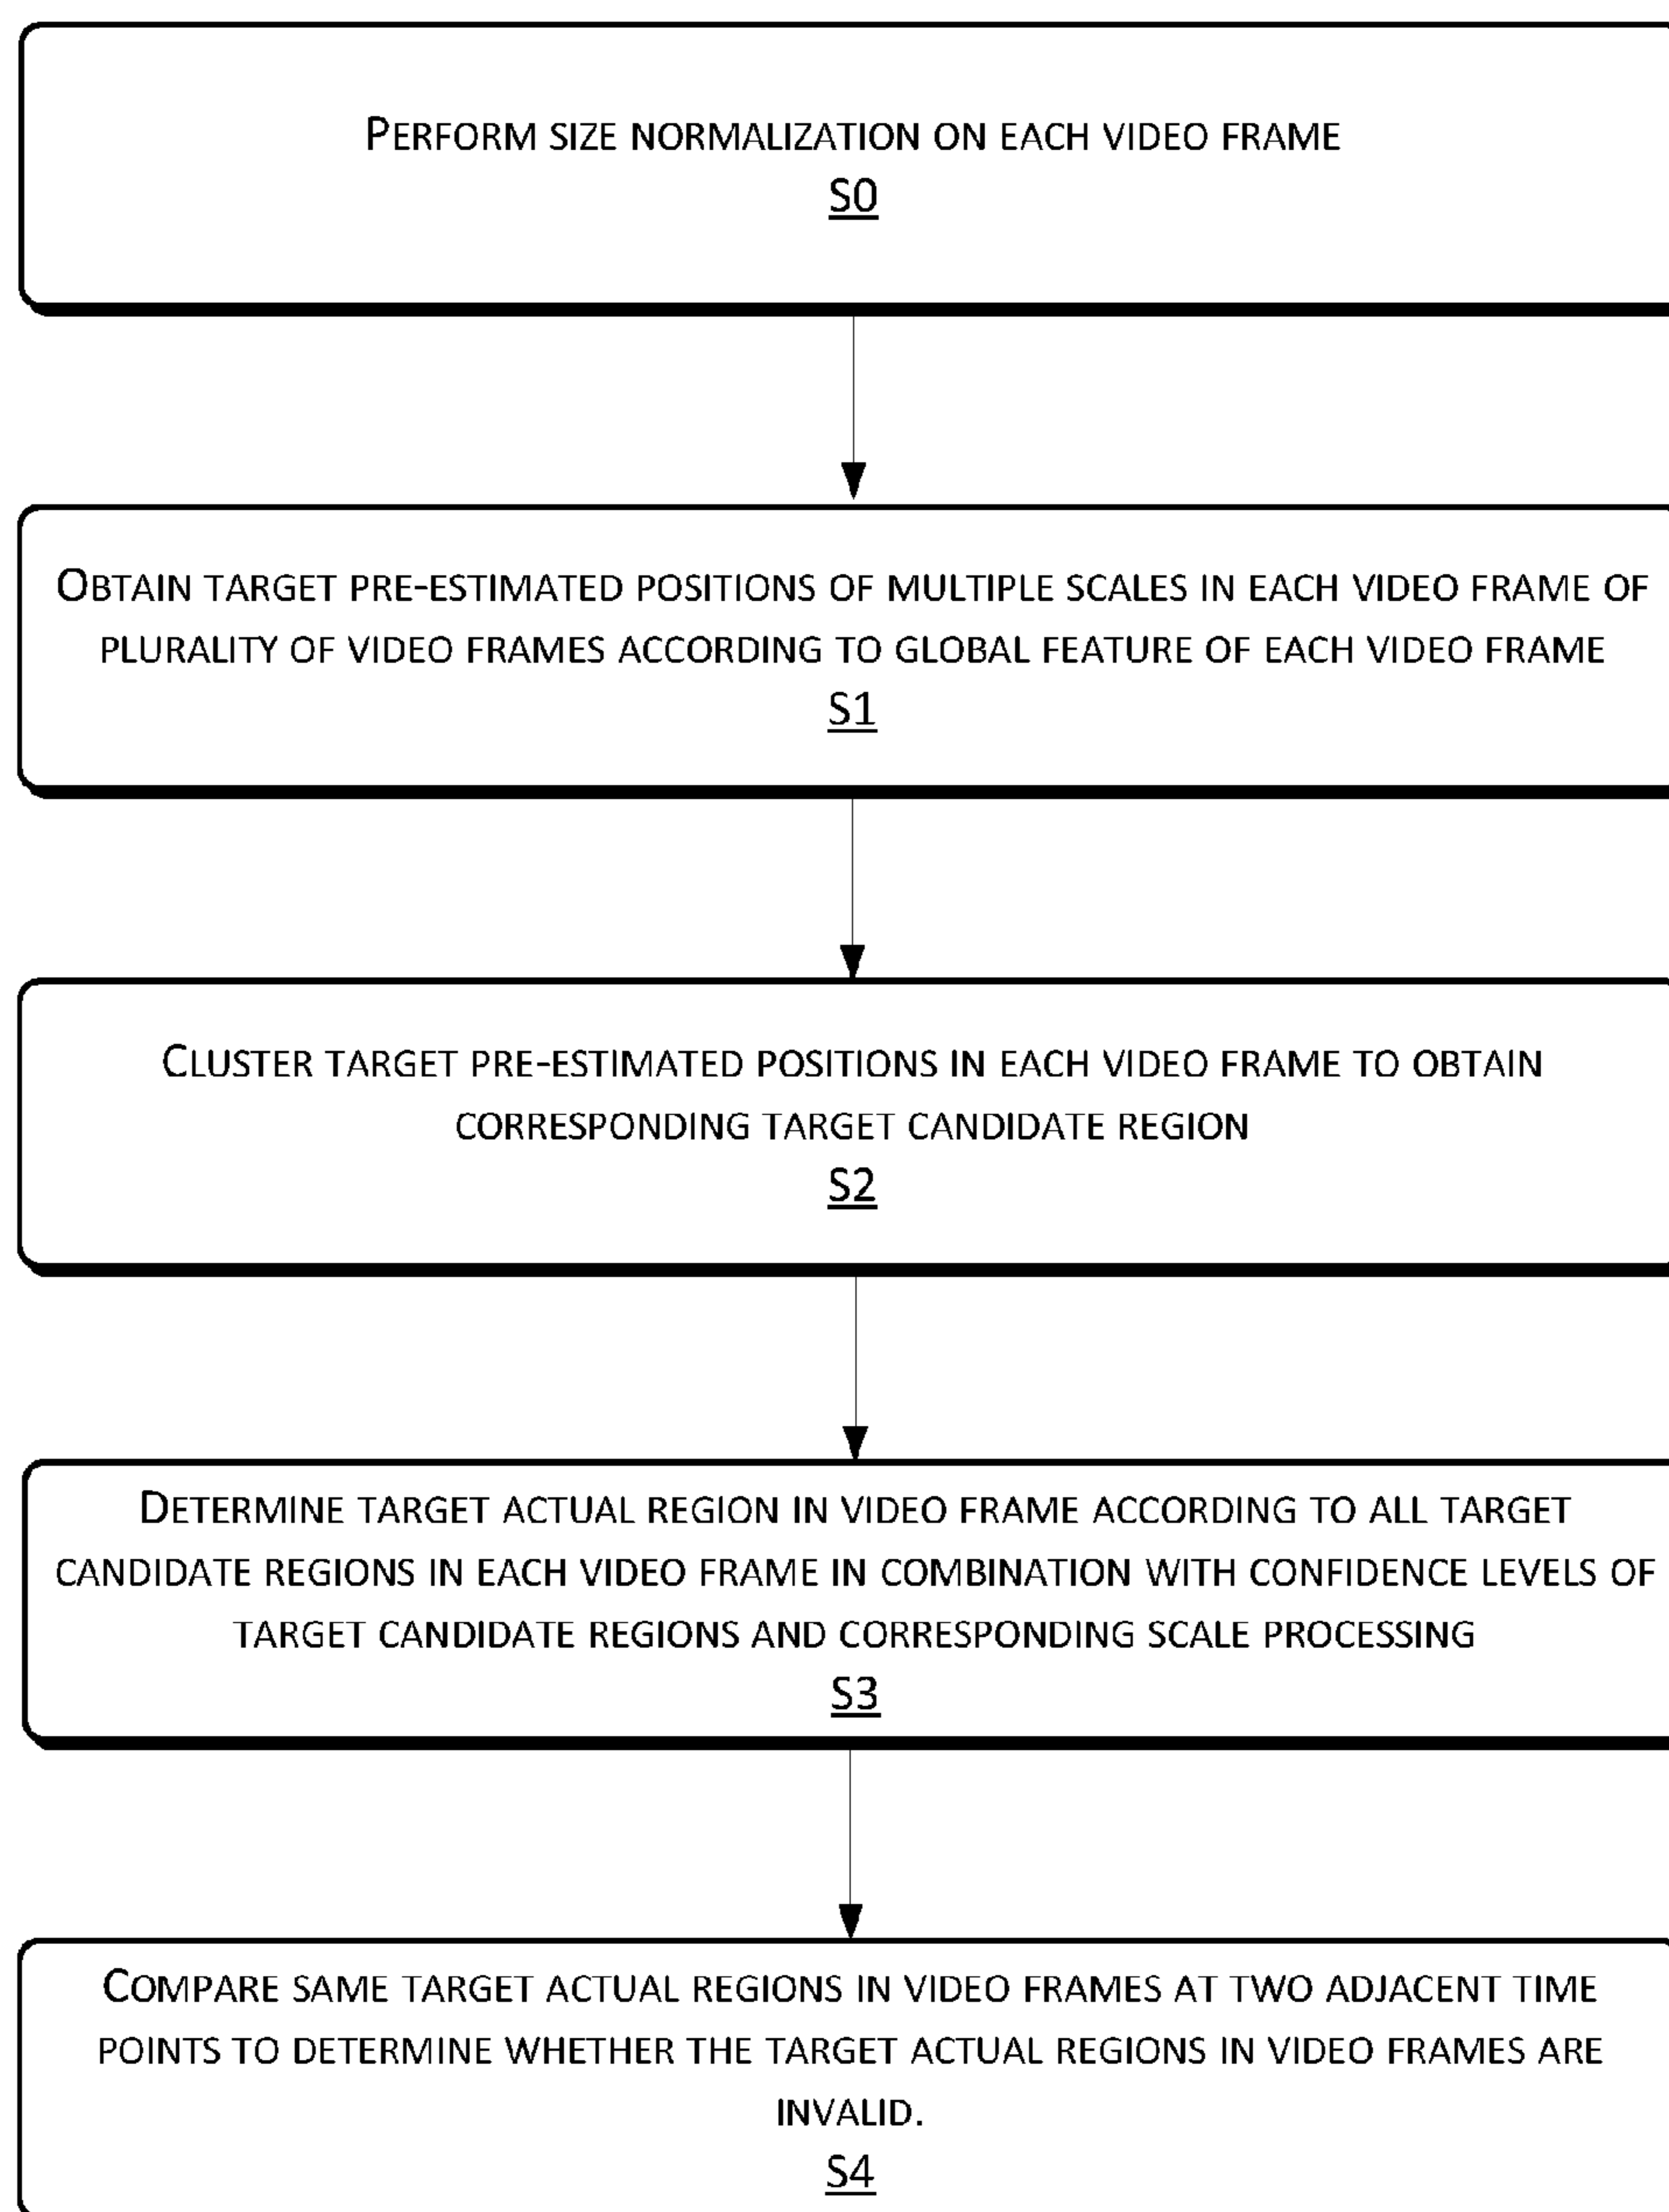 PERFORM SIZE NORMALIZATION ON EACH VIDEO FRAME
S0
OBTAIN TARGET PRE-ESTIMATED POSITIONS OF MULTIPLE SCALES IN EACH VIDEO FRAME OF
PLURALITY OF VIDEO FRAMES ACCORDING TO GLOBAL FEATURE OF EACH VIDEO FRAME
S1
CLUSTER TARGET PRE-ESTIMATED POSITIONS IN EACH VIDEO FRAME TO OBTAIN
CORRESPONDING TARGET CANDIDATE REGION
S2
DETERMINE TARGET ACTUAL REGION IN VIDEO FRAME ACCORDING TO ALL TARGET
CANDIDATE REGIONS IN EACH VIDEO FRAME IN COMBINATION WITH CONFIDENCE LEVELS OF
TARGET CANDIDATE REGIONS AND CORRESPONDING SCALE PROCESSING
S3
COMPARE SAME TARGET ACTUAL REGIONS IN VIDEO FRAMES AT TWO ADJACENT TIME
POINTS TO DETERMINE WHETHER THE TARGET ACTUAL REGIONS IN VIDEO FRAMES ARE
INVALID.
S4